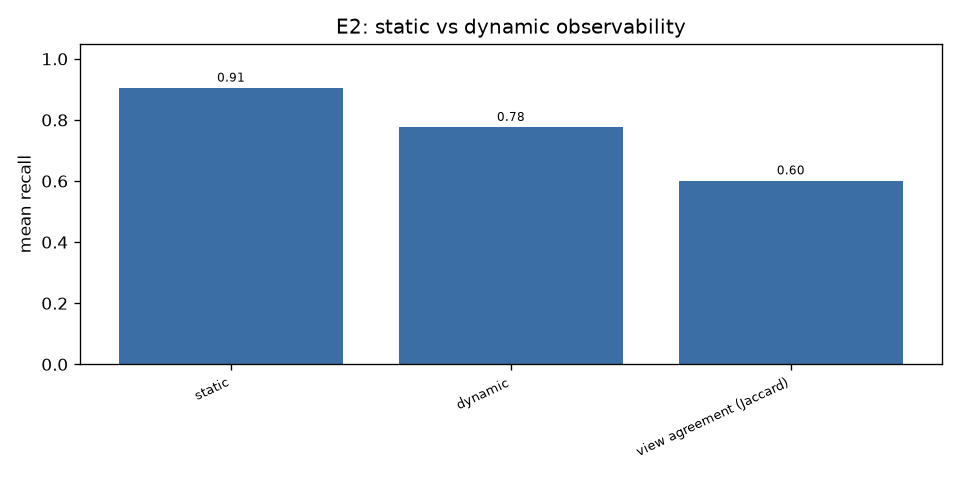 E2: static vs dynamic observability
mean recall
1.0
0.8
0.6
0.4
0.2
0.0
0.91
0.78
0.60
static
dynamic
view agreement (Jaccard)